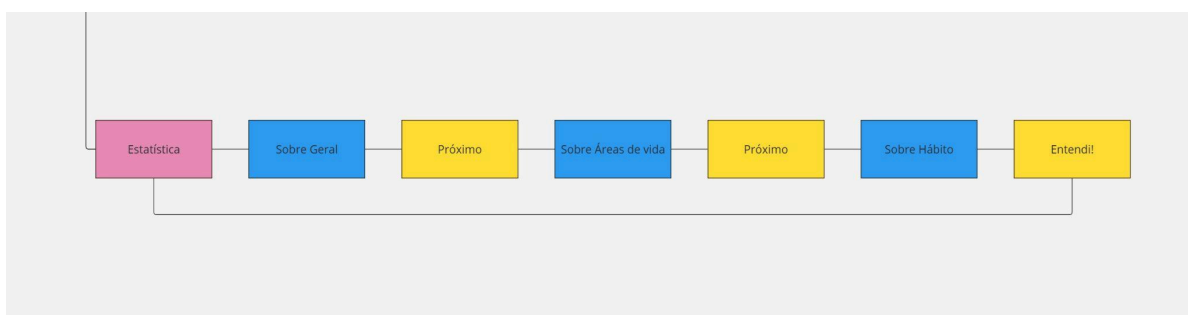 Estatística
Sobre Geral
Próximo
Sobre Áreas de vida
Próximo
Sobre Hábito
Entendi!